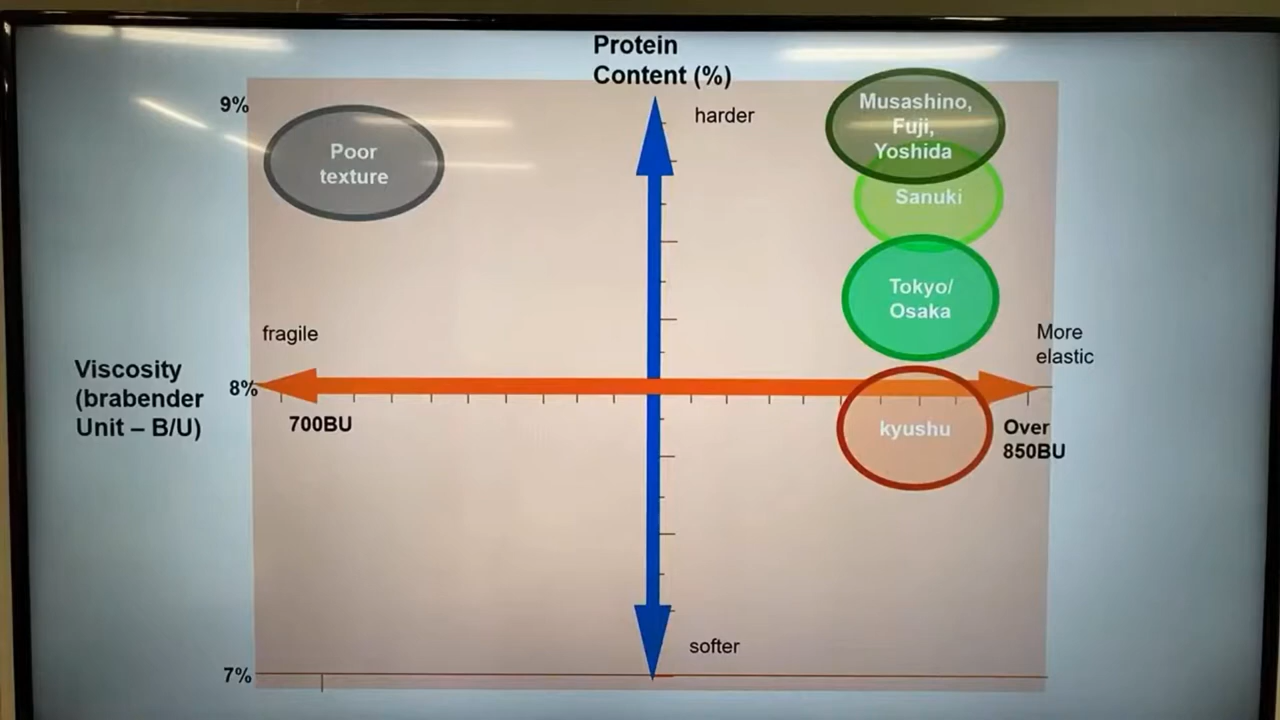 Protein
Content (%)
9%
harder
Musashino,
Fuji,
Yoshida
Poor
texture
Sanuki
Tokyo/
Osaka
fragile
More
elastic
Viscosity
(brabender
Unit – B/U)
8%
700BU
kyushu
Over
850BU
softer
7%